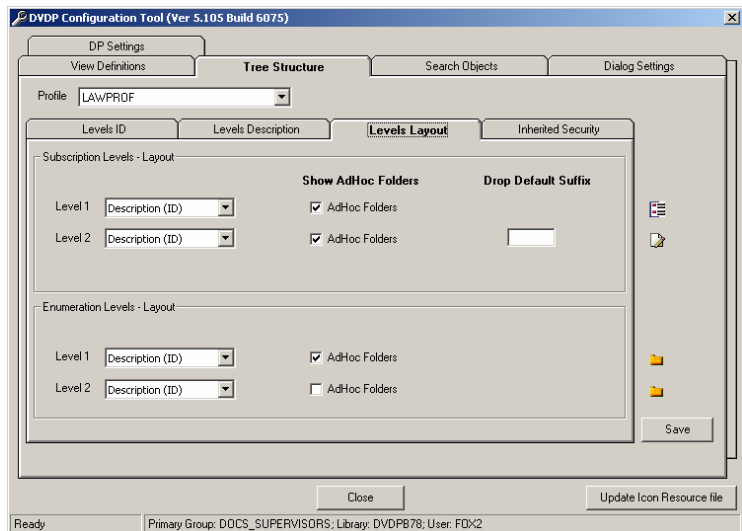 DVDP Configuration Tool (Ver 5.105 Build 6075)
DP Settings
View Definitions Tree Structure Search Objects Dialog Settings
Profile LAWPROF
Levels ID Levels Description Levels Layout Inherited Security
Subscription Levels - Layout
Show AdHoc Folders Drop Default Suffix
Level 1 Description (ID) AdHoc Folders
Level 2 Description (ID) AdHoc Folders
Enumeration Levels - Layout
Level 1 Description (ID) AdHoc Folders
Level 2 Description (ID) AdHoc Folders
Save
Close Update Icon Resource file
Ready Primary Group: DOCS_SUPERVISORS; Library: DVDPB78; User: FOX2